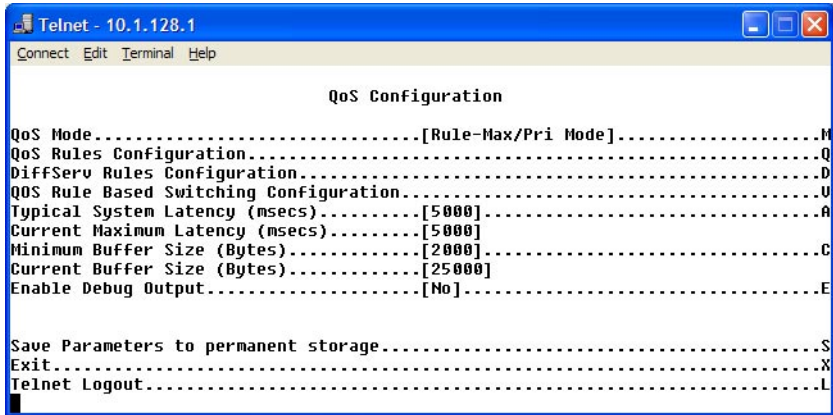 Telnet - 10.1.128.1
Connect Edit Terminal Help
QoS Configuration
QoS Mode................................[Rule-Max/Pri Mode]....................M
QoS Rules Configuration........................................................Q
DiffServ Rules Configuration...................................................D
QOS Rule Based Switching Configuration.........................................V
Typical System Latency (msecs)..........[5000].................................A
Current Maximum Latency (msecs).........[5000]
Minimum Buffer Size (Bytes).............[2000].................................C
Current Buffer Size (Bytes).............[25000]
Enable Debug Output.....................[No]...................................E
Save Parameters to permanent storage...........................................S
Exit...........................................................................X
Telnet Logout..................................................................L